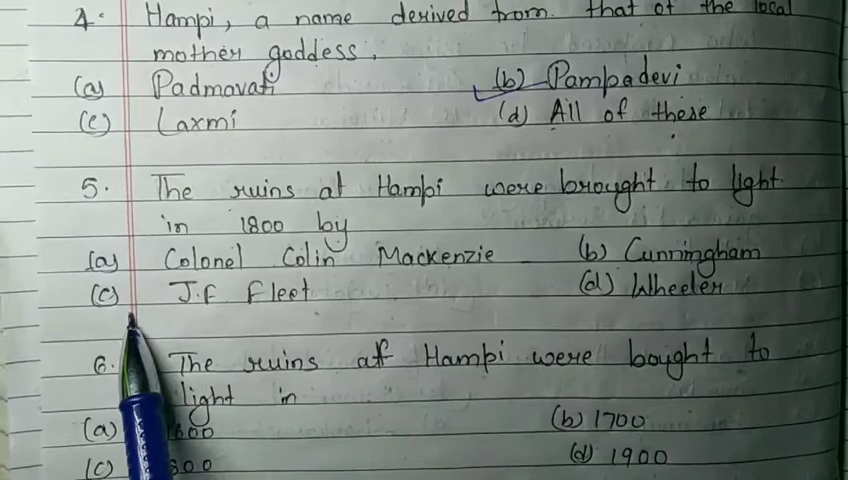 4. Hampi, a name derived from that of the local
mother goddess,
(a) Padmavati (b) Pampadevi
(c) Laxmi (d) All of these
5. The ruins at Hampi were brought to light
in 1800 by
(a) Colonel Colin Mackenzie (b) Cunningham
(c) J.F Fleet (d) Wheeler
6. The ruins at Hampi were bought to
light in
(a) (b) 1700
(c) (d) 1900